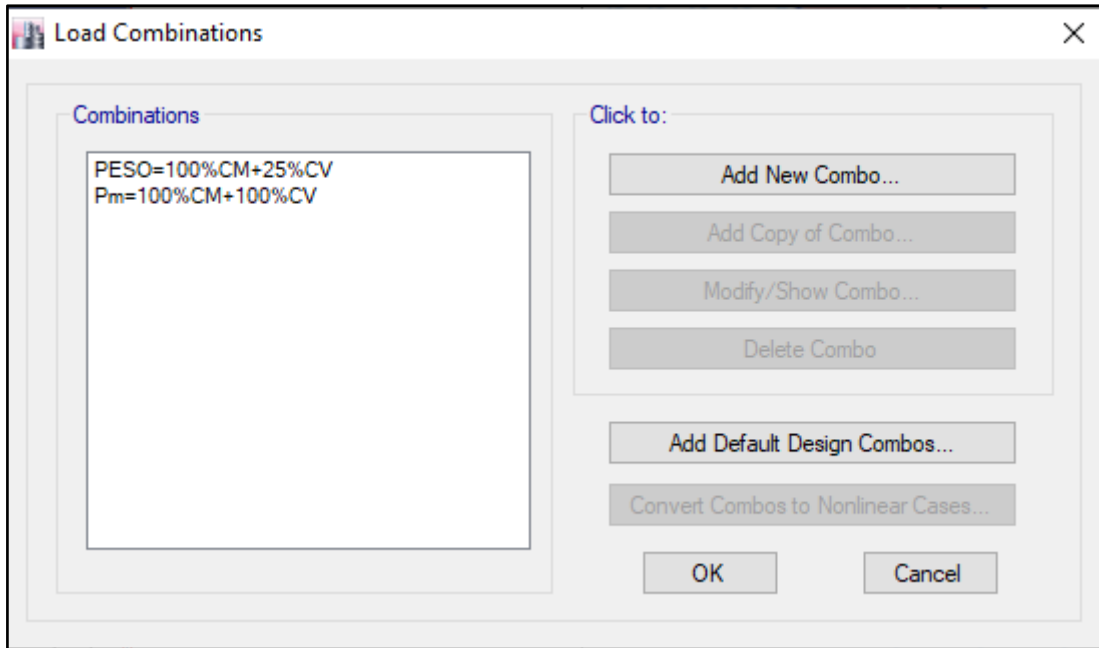 Load Combinations
Combinations
PESO=100%CM+25%CV
Pm=100%CM+100%CV
Click to:
Add New Combo...
Add Copy of Combo...
Modify/Show Combo...
Delete Combo
Add Default Design Combos...
Convert Combos to Nonlinear Cases...
OK
Cancel